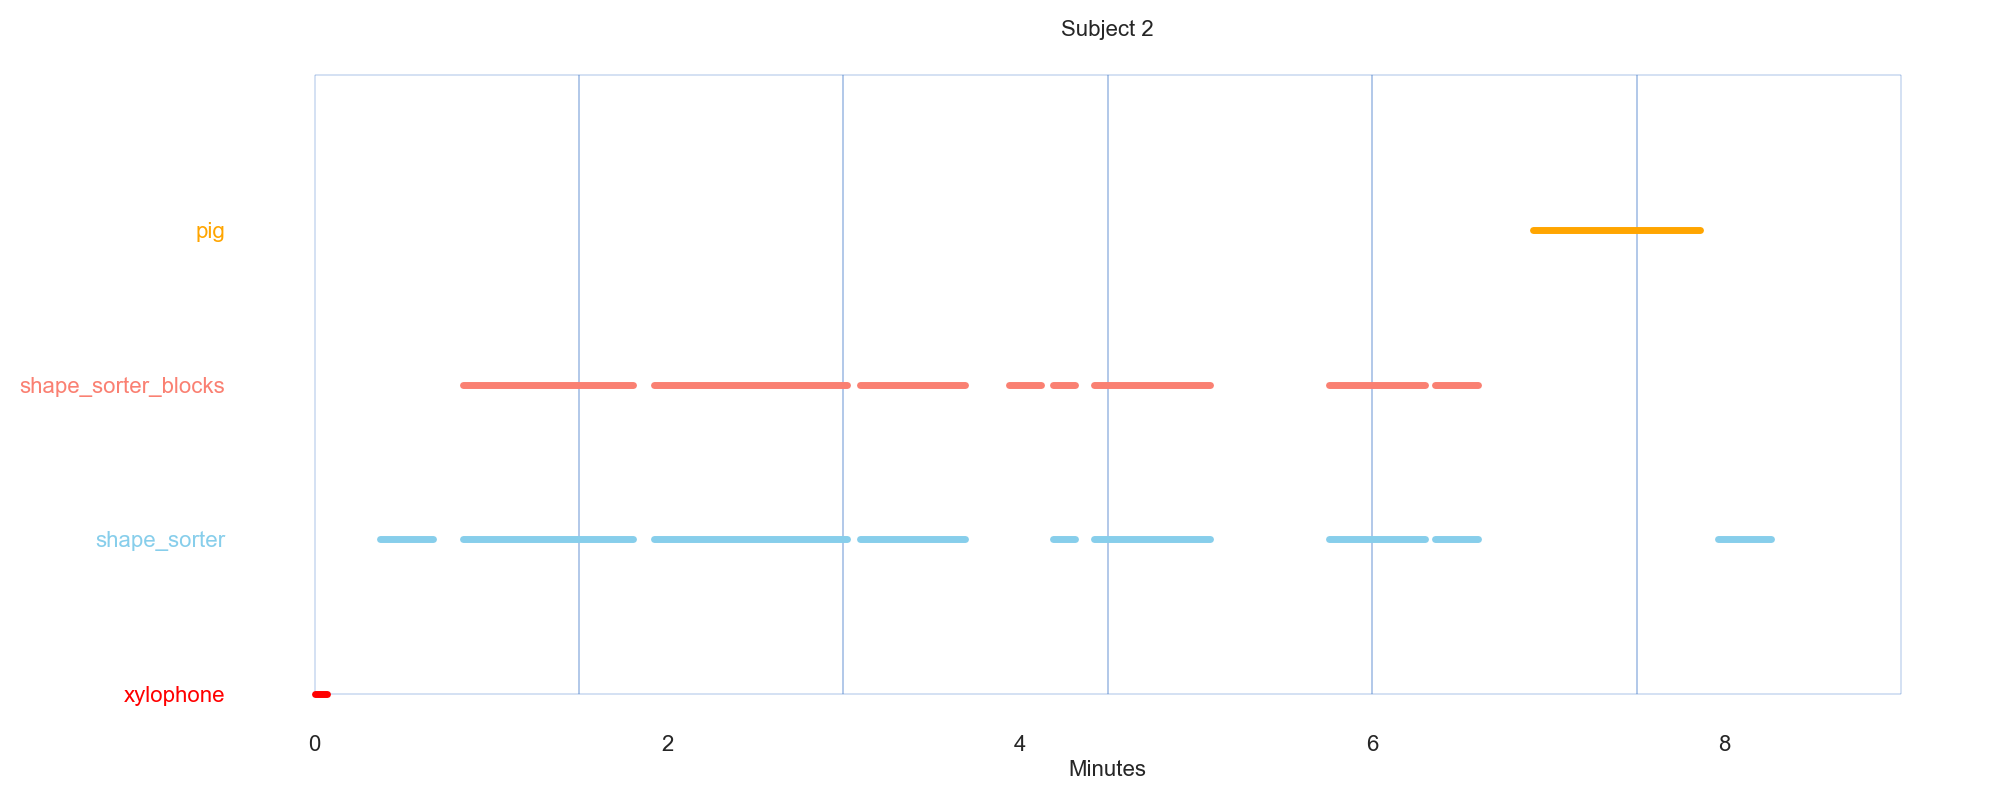 Subject 2
pig
shape_sorter_blocks
shape_sorter
xylophone
0 2 4 6 8
Minutes